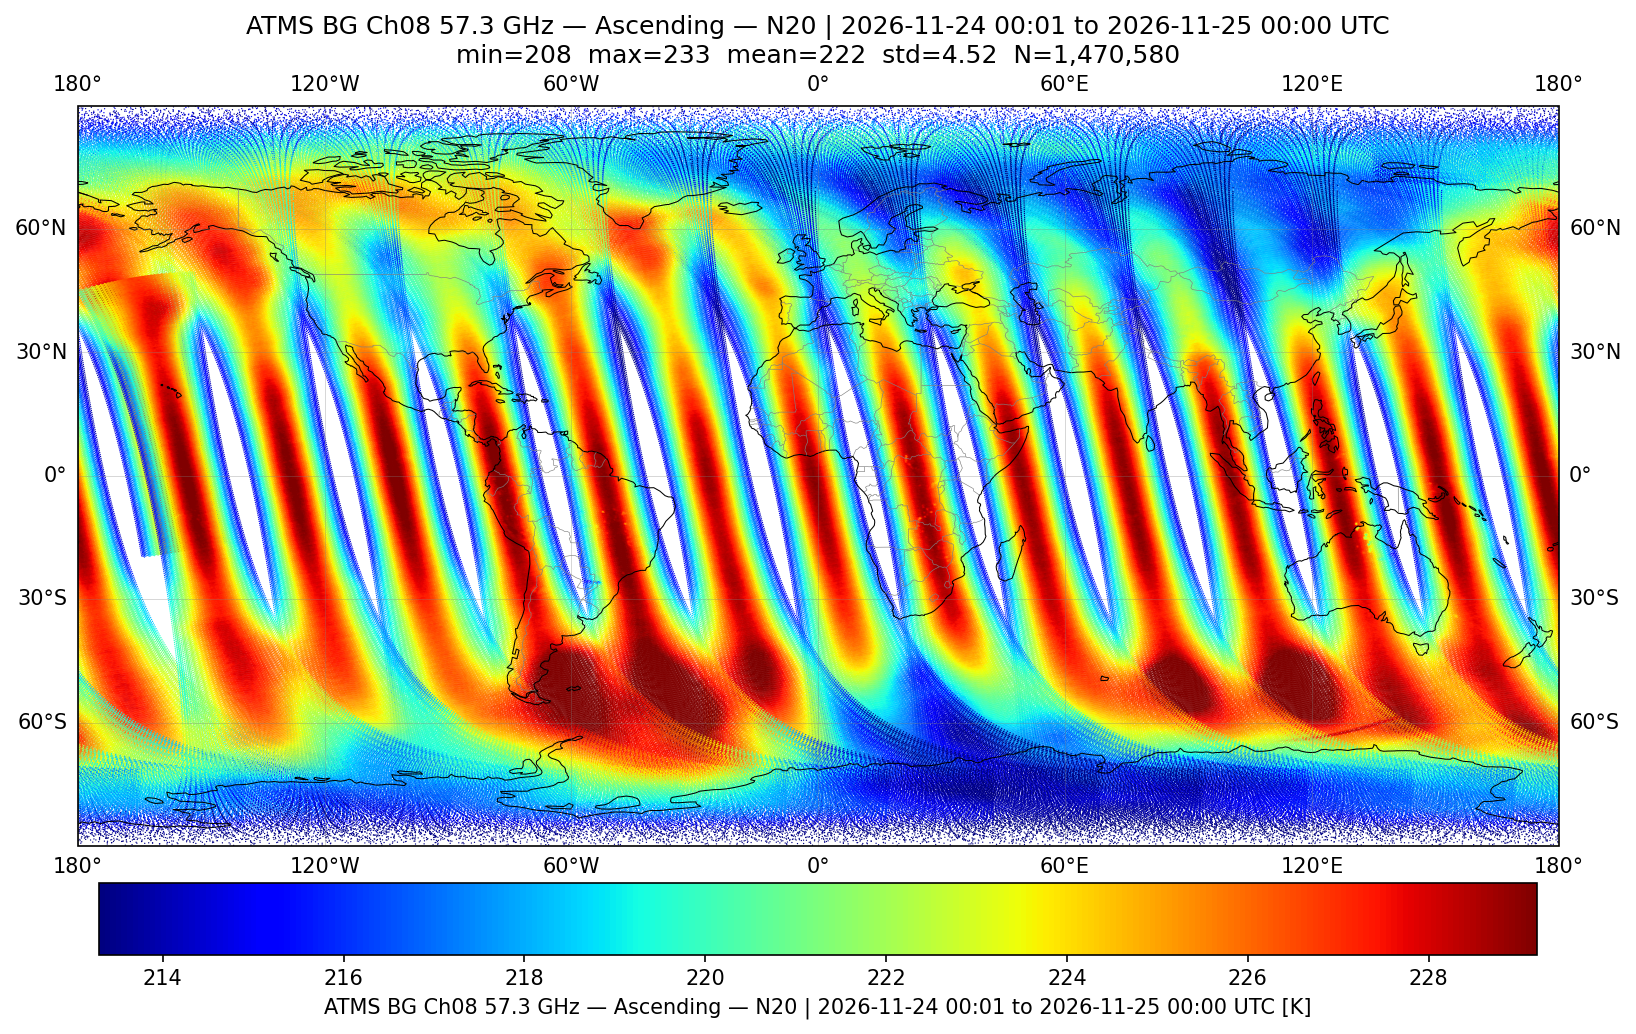 ATMS BG Ch08 57.3 GHz — Ascending — N20 | 2026-11-24 00:01 to 2026-11-25 00:00 UTC
min=208  max=233  mean=222  std=4.52  N=1,470,580
180° 120°W 60°W 0° 60°E 120°E 180°
60°N 60°N
30°N 30°N
0° 0°
30°S 30°S
60°S 60°S
180° 120°W 60°W 0° 60°E 120°E 180°
214 216 218 220 222 224 226 228
ATMS BG Ch08 57.3 GHz — Ascending — N20 | 2026-11-24 00:01 to 2026-11-25 00:00 UTC [K]